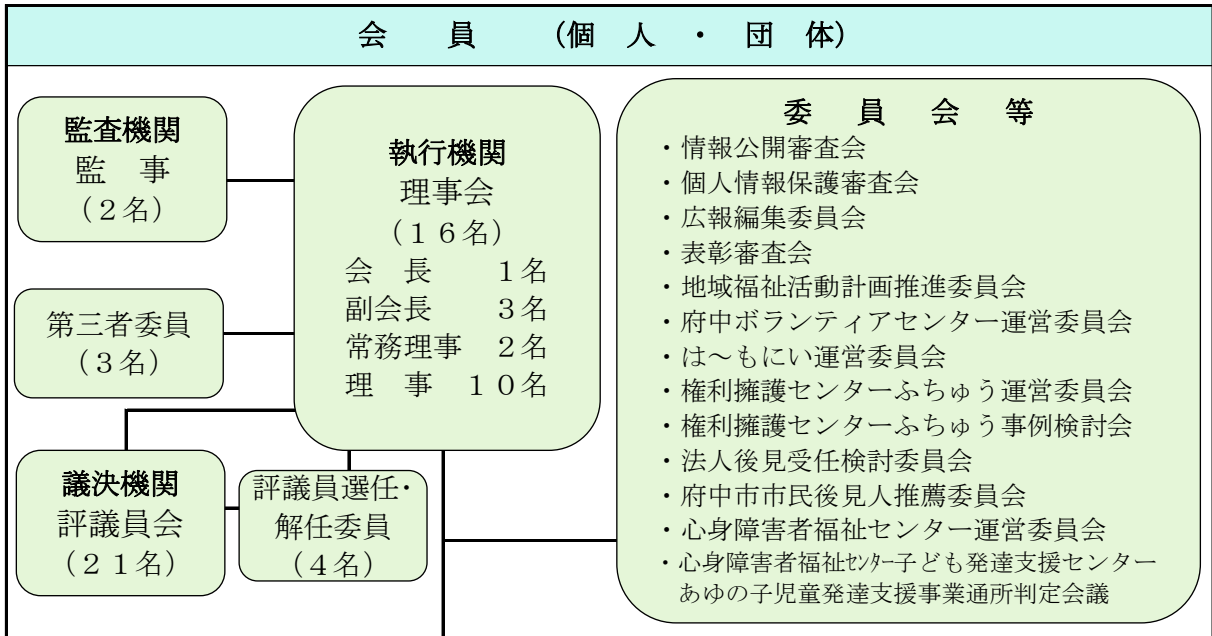 会　員　（個　人　・　団　体）
監査機関
監　事
（２名）
第三者委員
（３名）
議決機関
評議員会
（２１名）
評議員選任・
解任委員
（４名）
執行機関
理事会
（１６名）
会　長　　１名
副会長　　３名
常務理事　２名
理　事　１０名
委　員　会　等
・情報公開審査会
・個人情報保護審査会
・広報編集委員会
・表彰審査会
・地域福祉活動計画推進委員会
・府中ボランティアセンター運営委員会
・は～もにい運営委員会
・権利擁護センターふちゅう運営委員会
・権利擁護センターふちゅう事例検討会
・法人後見受任検討委員会
・府中市市民後見人推薦委員会
・心身障害者福祉センター運営委員会
・心身障害者福祉ｾﾝﾀｰ子ども発達支援センター
あゆの子児童発達支援事業通所判定会議